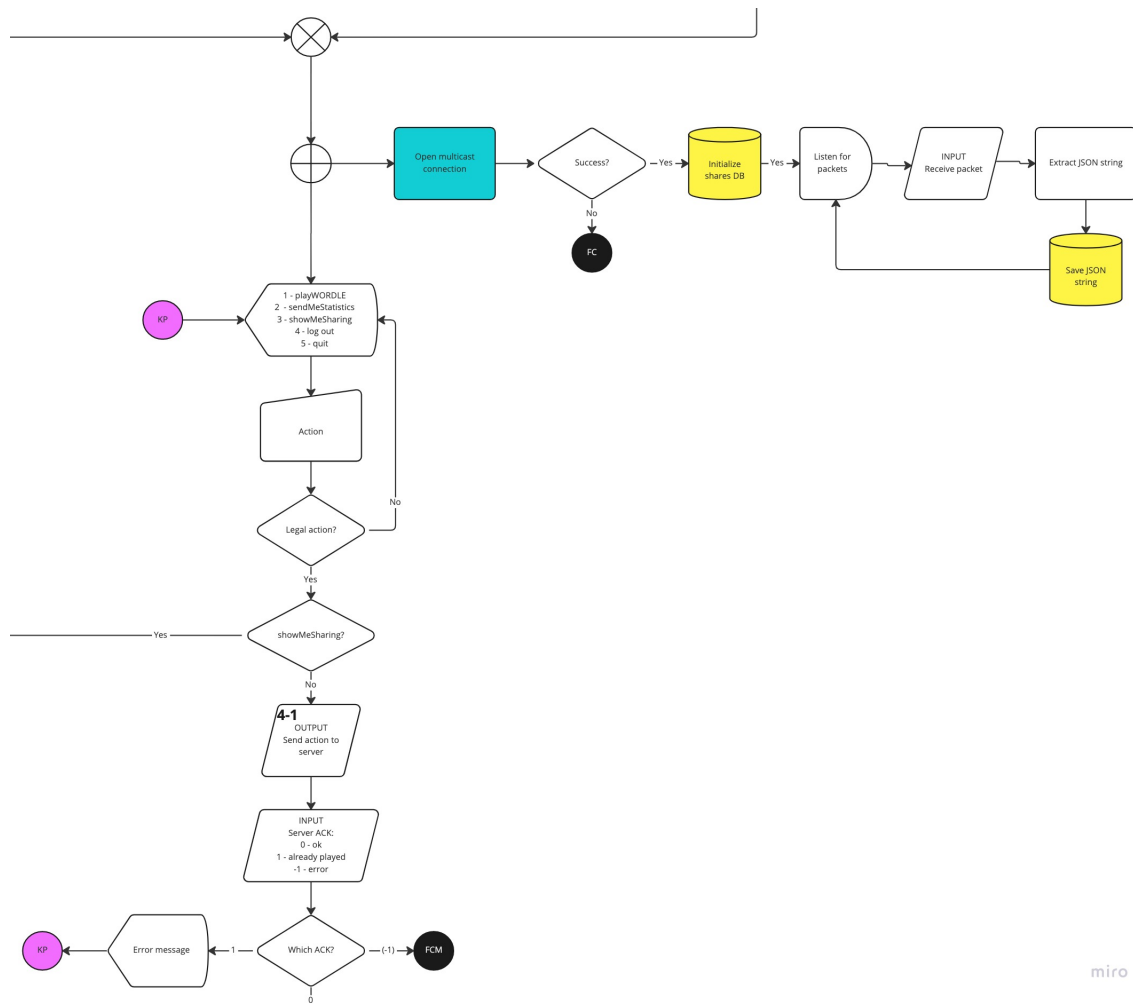 Open multicast
connection
Success?
Yes
Initialize
shares DB
Yes
Listen for
packets
INPUT
Receive packet
Extract JSON string
No
FC
Save JSON
string
KP
1 - playWORDLE
2 - sendMeStatistics
3 - showMeSharing
4 - log out
5 - quit
Action
No
Legal action?
Yes
Yes
showMeSharing?
No
4-1
OUTPUT
Send action to
server
INPUT
Server ACK:
0 - ok
1 - already played
-1 - error
KP
Error message
1
Which ACK?
(-1)
FCM
0
miro